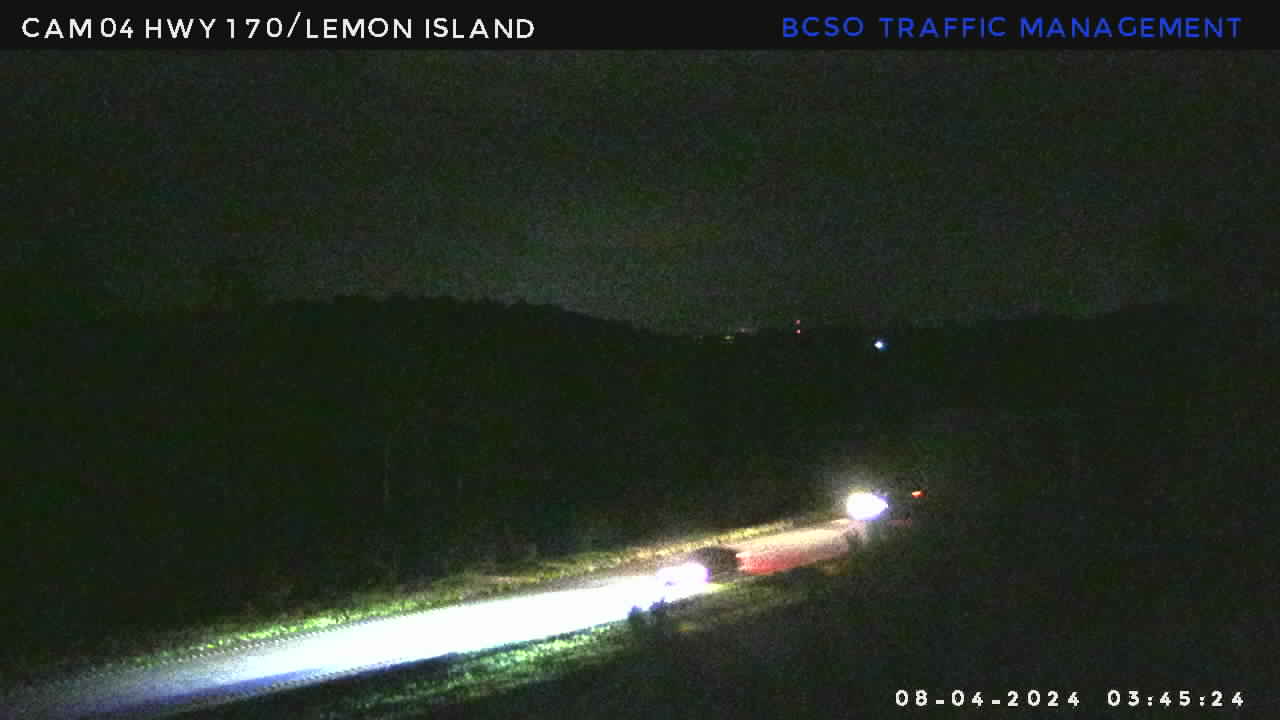 CAM04 HWY 170/LEMON ISLAND
BCSO TRAFFIC MANAGEMENT
08-04-2024 03:45:24